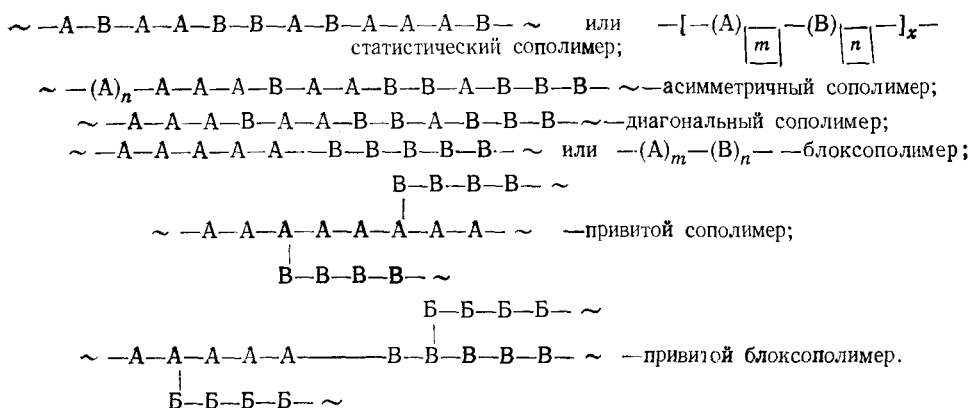 ~ —А—В—А—А—В—В—А—В—А—А—А—В— ~ или —[—(А)m—(В)n—]x—
статистический сополимер;
~ —(А)n—А—А—А—В—А—А—В—В—А—В—В—В— ~—асимметричный сополимер;
~ —А—А—А—В—А—А—В—В—А—В—В—В—~—диагональный сополимер;
~ —А—А—А—А—А——В—В—В—В—В— ~ или —(А)m—(В)n— —блоксополимер;
В—В—В—В— ~
~ —А—А—А—А—А—А—А—А— ~ —привитой сополимер;
В—В—В—В— ~
Б—Б—Б—Б— ~
~ —А—А—А—А—А———В—В—В—В—В— ~ —привитой блоксополимер.
Б—Б—Б—Б— ~